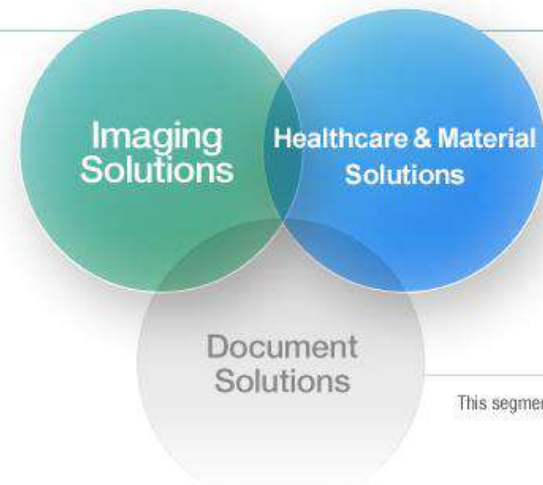 Imaging
Solutions
Healthcare & Material
Solutions
Document
Solutions
This segmen